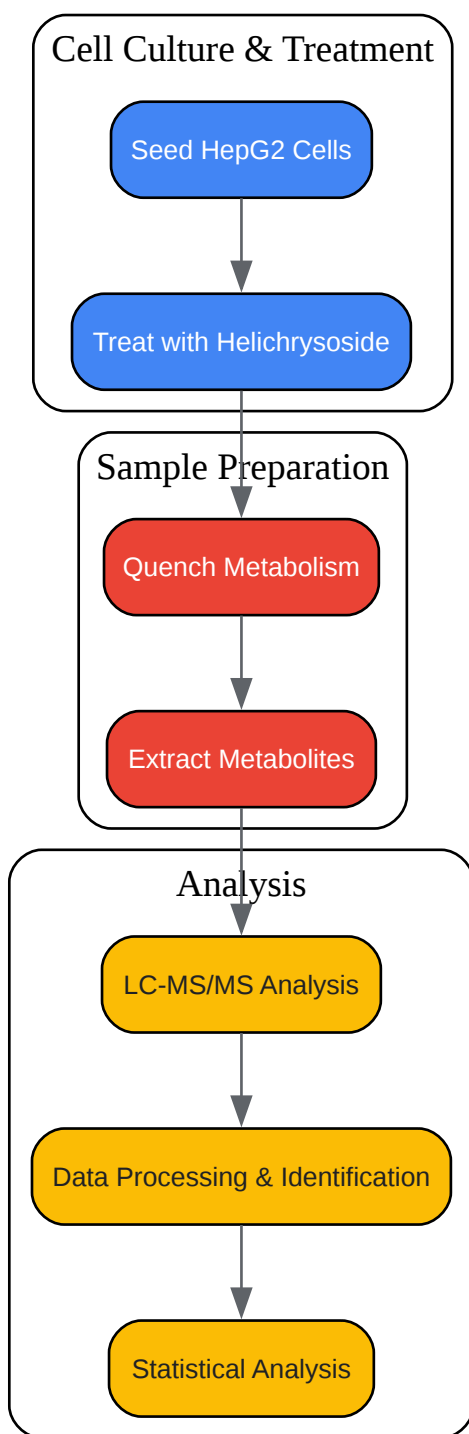 Cell Culture & Treatment
Seed HepG2 Cells
Treat with Helichrysoside
Sample Preparation
Quench Metabolism
Extract Metabolites
Analysis
LC-MS/MS Analysis
Data Processing & Identification
Statistical Analysis